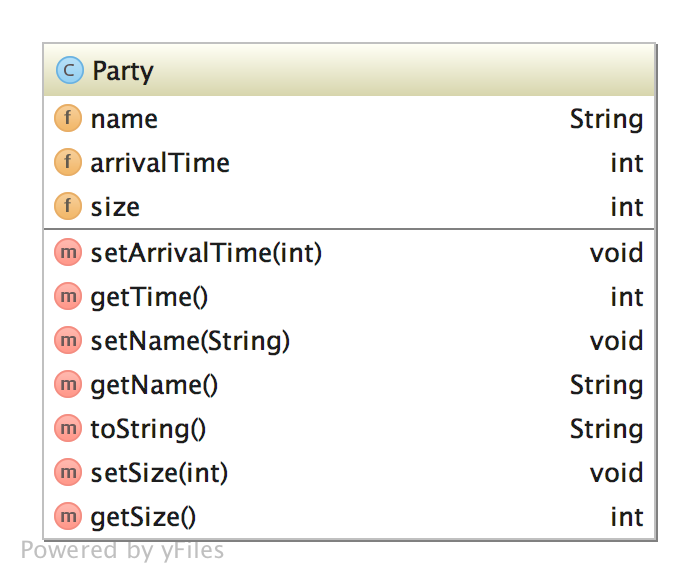 C Party
f name String
f arrivalTime int
f size int
m setArrivalTime(int) void
m getTime() int
m setName(String) void
m getName() String
m toString() String
m setSize(int) void
m getSize() int
Powered by yFiles